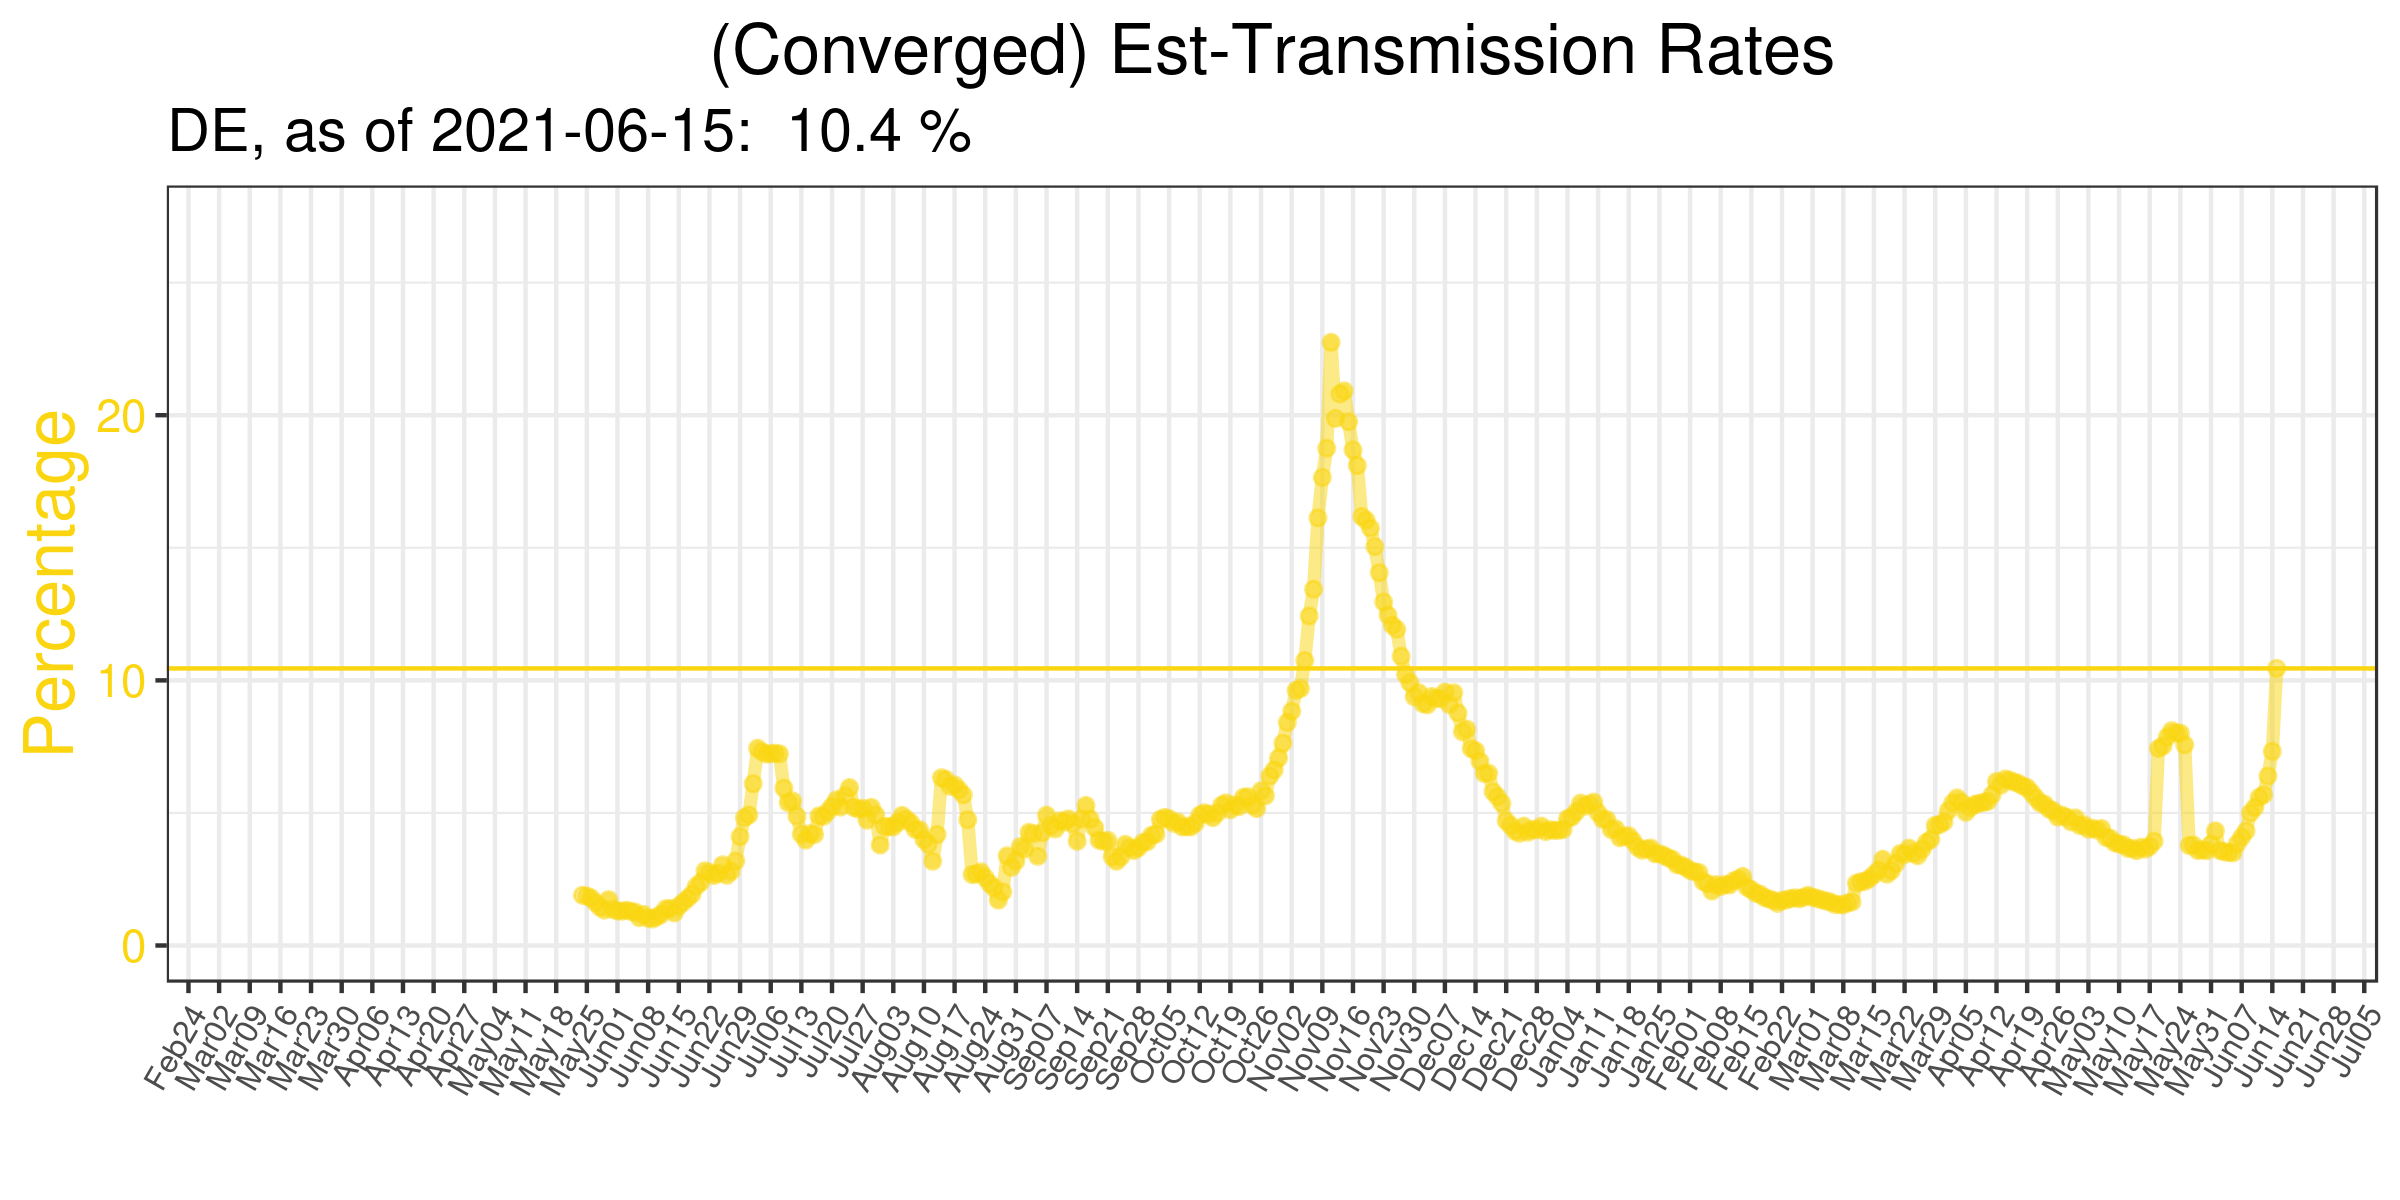 (Converged) Est-Transmission Rates
DE, as of 2021-06-15:  10.4 %
Percentage
20
10
0
Feb24
Mar02
Mar09
Mar16
Mar23
Mar30
Apr06
Apr13
Apr20
Apr27
May04
May11
May18
May25
Jun01
Jun08
Jun15
Jun22
Jun29
Jul06
Jul13
Jul20
Jul27
Aug03
Aug10
Aug17
Aug24
Aug31
Sep07
Sep14
Sep21
Sep28
Oct05
Oct12
Oct19
Oct26
Nov02
Nov09
Nov16
Nov23
Nov30
Dec07
Dec14
Dec21
Dec28
Jan04
Jan11
Jan18
Jan25
Feb01
Feb08
Feb15
Feb22
Mar01
Mar08
Mar15
Mar22
Mar29
Apr05
Apr12
Apr19
Apr26
May03
May10
May17
May24
May31
Jun07
Jun14
Jun21
Jun28
Jul05